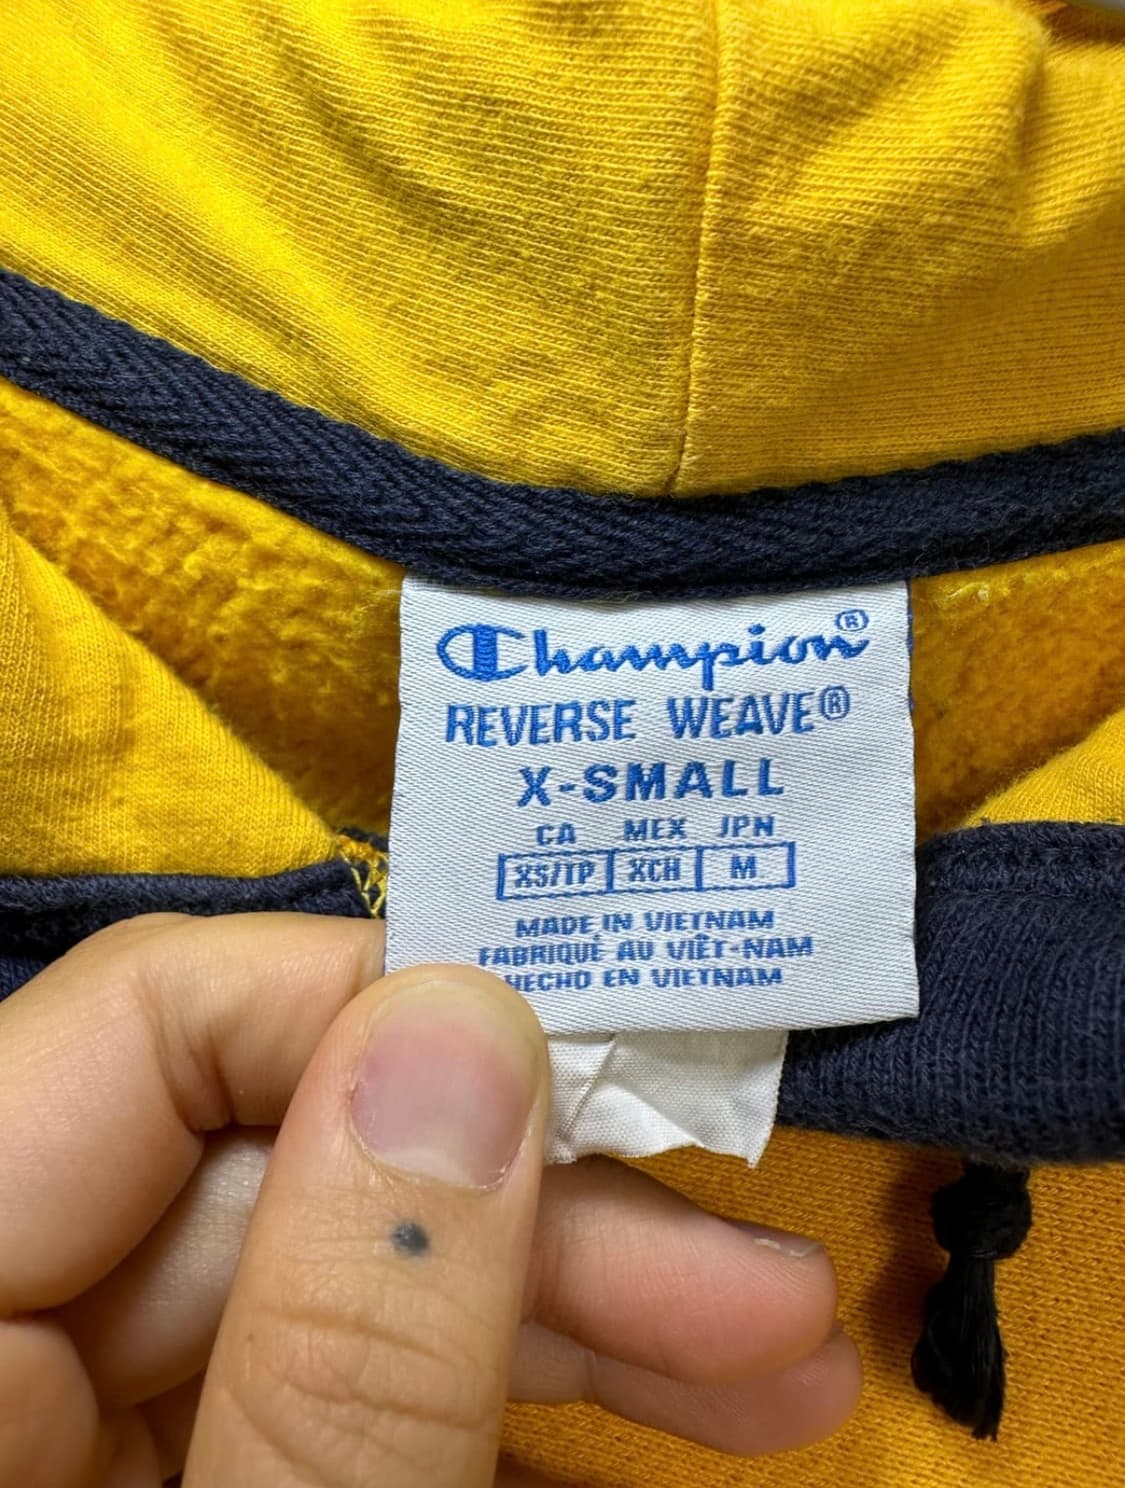 Champion®
REVERSE WEAVE®
X-SMALL
CA MEX JPN
XS/TP XCH M
MADE IN VIETNAM
FABRIQUÉ AU VIÊT-NAM
HECHO EN VIETNAM